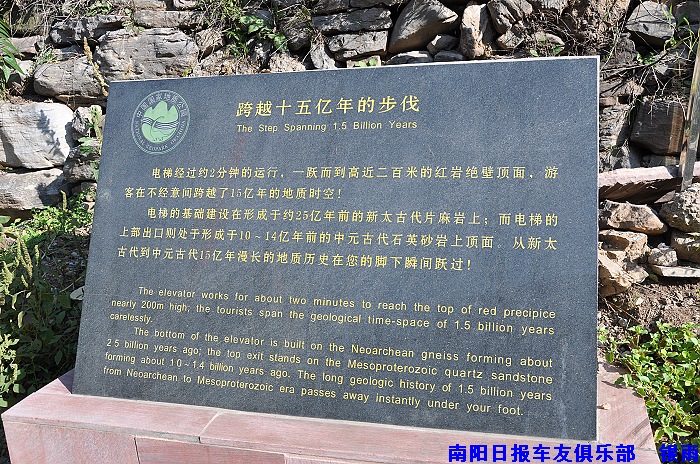 跨越十五亿年的步伐
The Step Spanning 1.5 Billion Years
电梯经过约2分钟的运行，一跃而到高近二百米的红岩绝壁顶面，游
客在不经意间跨越了15亿年的地质时空！
电梯的基础建设在形成于约25亿年前的新太古代片麻岩上；而电梯的
上部出口则处于形成于10～14亿年前的中元古代石英砂岩上顶面。从新太
古代到中元古代15亿年漫长的地质历史在您的脚下瞬间跃过！
The elevator works for about two minutes to reach the top of red precipice
nearly 200m high; the tourists span the geological time-space of 1.5 billion years
carelessly.
The bottom of the elevator is built on the Neoarchean gneiss forming about
2.5 billion years ago; the top exit stands on the Mesoproterozoic quartz sandstone
forming about 1.0～1.4 billion years ago. The long geologic history of 1.5 billion years
from Neoarchean to Mesoproterozoic era passes away instantly under your foot.
南阳日报车友俱乐部